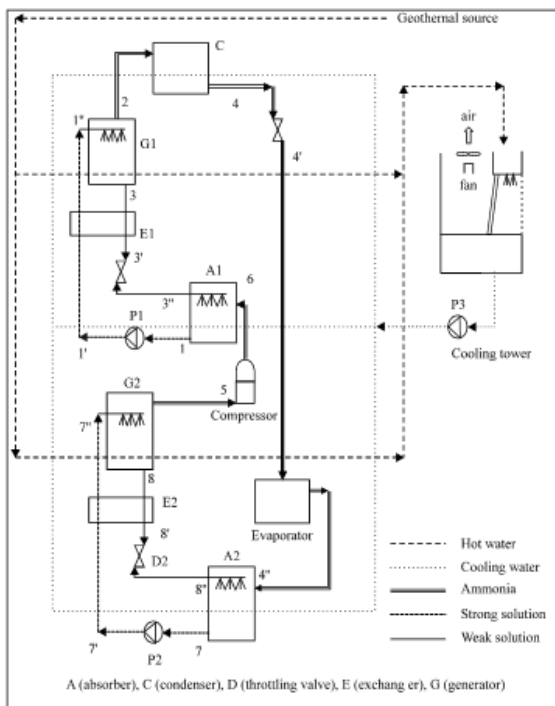 Geothernal source
C
2
4
1"
G1
air
4'
fan
3
E1
3'
A1
6
3"
P3
P1
1
1'
Cooling tower
G2
5
Compressor
7"
8
E2
Evaporator
8'
Hot water
D2
A2
Cooling water
4"
8"
Ammonia
Strong solution
7'
P2
7
Weak solution
A (absorber), C (condenser), D (throttling valve), E (exchang er), G (generator)